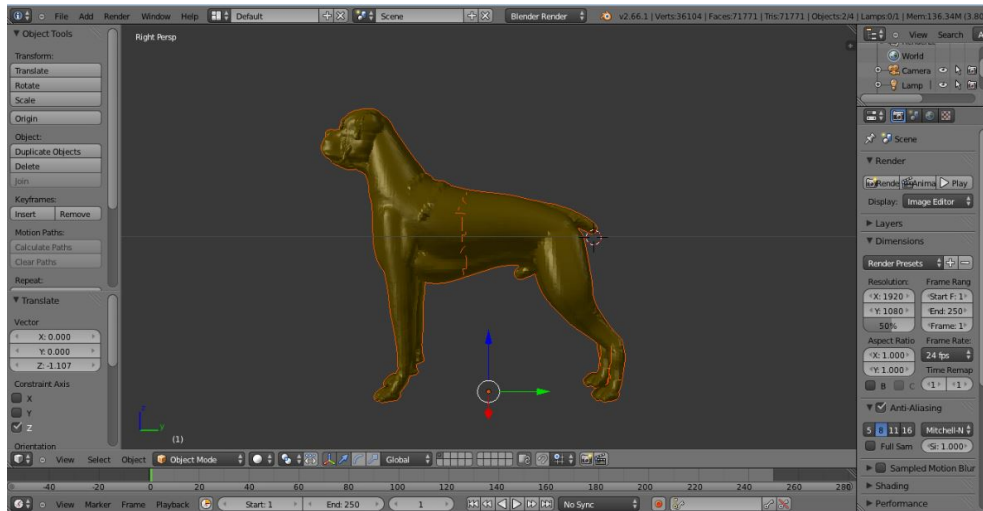 File Add Render Window Help Default Scene Blender Render v2.66.1 | Verts:36104 | Faces:71771 | Tris:71771 | Objects:2/4 | Lamps:0/1 | Mem:136.34M (3.80
Object Tools
Transform:
Translate
Rotate
Scale
Origin
Object:
Duplicate Objects
Delete
Join
Keyframes:
Insert Remove
Motion Paths:
Calculate Paths
Clear Paths
Repeat:
Translate
Vector
X: 0.000
Y: 0.000
Z: -1.107
Constraint Axis
X
Y
Z
Orientation
Right Persp
z
y
(1)
View Select Object Object Mode Global
-40 -20 0 20 40 60 80 100 120 140 160 180 200 220 240 260 280
View Marker Frame Playback Start: 1 End: 250 1 No Sync
View Search
World
Camera
Lamp
Scene
Render
Rende Anima Play
Display: Image Editor
Layers
Dimensions
Render Presets
Resolution: Frame Rang
X: 1920 Start F: 1
Y: 1080 End: 250
50% Frame: 1
Aspect Ratio Frame Rate:
X: 1.000 24 fps
Y: 1.000 Time Remap
B C 1 1
Anti-Aliasing
5 8 11 16 Mitchell-N
Full Sam Si: 1.000
Sampled Motion Blur
Shading
Performance